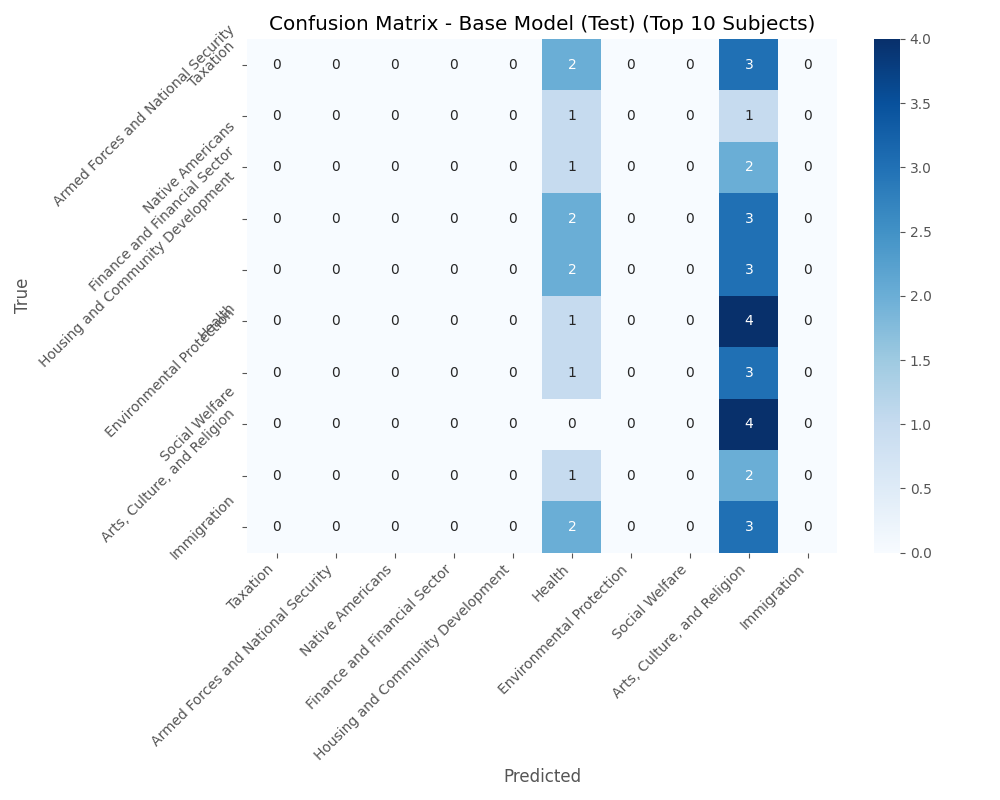 Confusion Matrix - Base Model (Test) (Top 10 Subjects)
True
Taxation
Armed Forces and National Security
Native Americans
Finance and Financial Sector
Housing and Community Development
Health
Environmental Protection
Social Welfare
Arts, Culture, and Religion
Immigration
0 0 0 0 0 2 0 0 3 0
0 0 0 0 0 1 0 0 1 0
0 0 0 0 0 1 0 0 2 0
0 0 0 0 0 2 0 0 3 0
0 0 0 0 0 2 0 0 3 0
0 0 0 0 0 1 0 0 4 0
0 0 0 0 0 1 0 0 3 0
0 0 0 0 0 0 0 0 4 0
0 0 0 0 0 1 0 0 2 0
0 0 0 0 0 2 0 0 3 0
Taxation
Armed Forces and National Security
Native Americans
Finance and Financial Sector
Housing and Community Development
Health
Environmental Protection
Social Welfare
Arts, Culture, and Religion
Immigration
Predicted
4.0
3.5
3.0
2.5
2.0
1.5
1.0
0.5
0.0